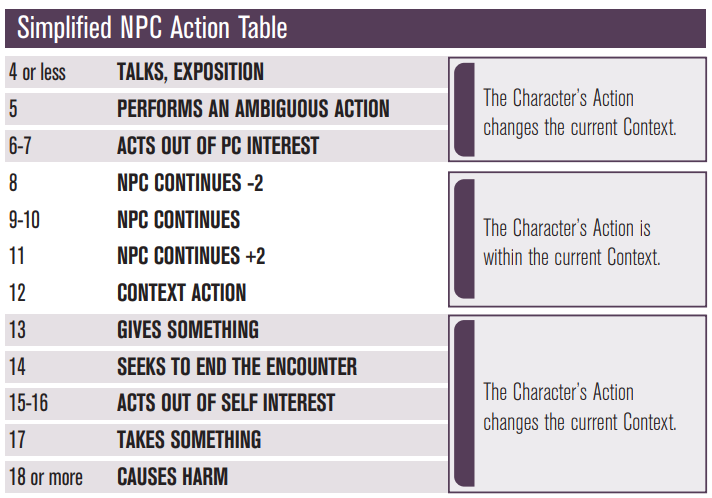 Simplified NPC Action Table
4 or less TALKS, EXPOSITION
5 PERFORMS AN AMBIGUOUS ACTION
6-7 ACTS OUT OF PC INTEREST
The Character's Action
changes the current Context.
8 NPC CONTINUES -2
9-10 NPC CONTINUES
11 NPC CONTINUES +2
12 CONTEXT ACTION
The Character's Action is
within the current Context.
13 GIVES SOMETHING
14 SEEKS TO END THE ENCOUNTER
15-16 ACTS OUT OF SELF INTEREST
17 TAKES SOMETHING
18 or more CAUSES HARM
The Character's Action
changes the current Context.